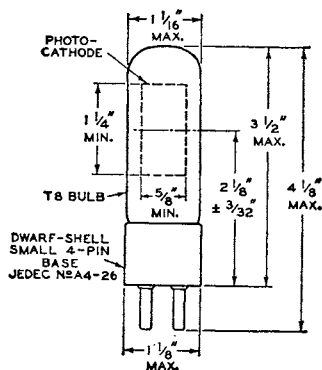 1 1/16"
MAX.
PHOTO-
CATHODE
1 1/4"
MIN.
3 1/2"
MAX.
T8 BULB
5/8"
MIN.
2 1/8"
± 3/32"
4 1/8"
MAX.
DWARF-SHELL
SMALL 4-PIN
BASE
JEDEC Nº A4-26
1 1/8"
MAX.